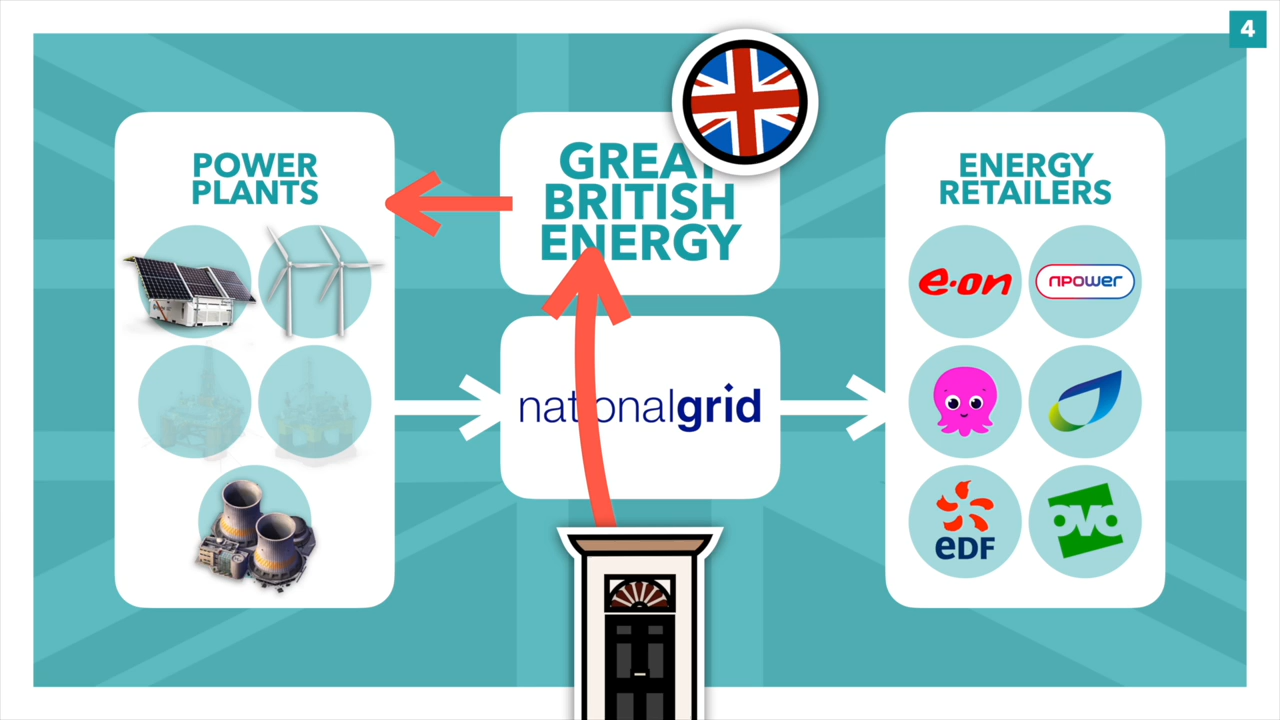 4
POWER
PLANTS
GREAT
BRITISH
ENERGY
nationalgrid
ENERGY
RETAILERS
e·on
npower
eDF
OVO